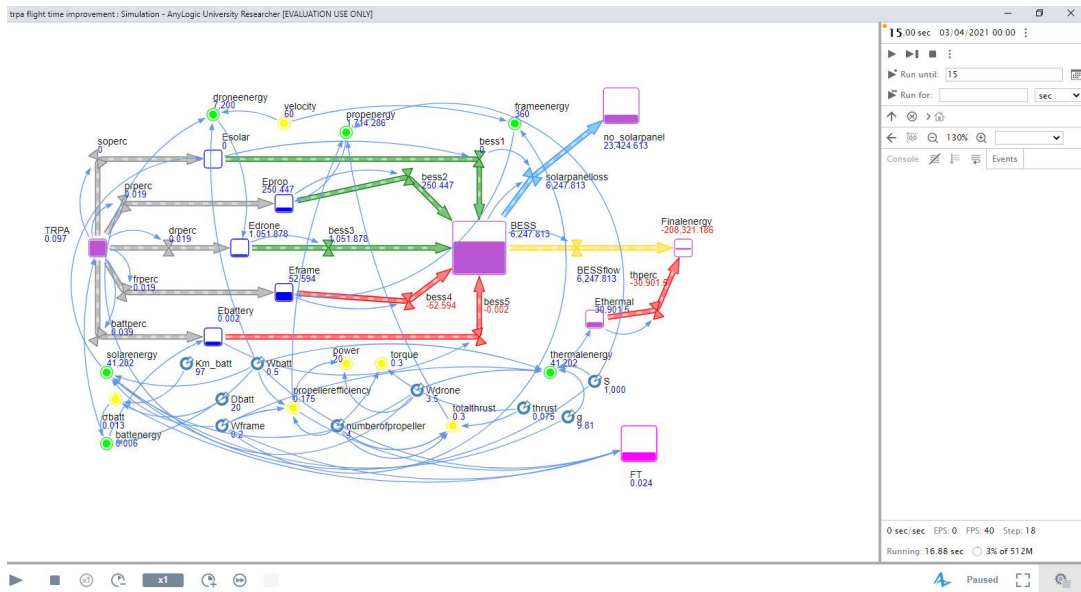 trpa flight time improvement : Simulation - AnyLogic University Researcher [EVALUATION USE ONLY]
15.00 sec 03/04/2021 00:00
Run until: 15
Run for: sec
130%
Console Events
droneenergy
7,200
velocity
60
propenergy
1,714.286
frameenergy
360
no_solarpanel
23,424.613
soperc
0
Esolar
0
bess1
0
prperc
0.019
Eprop
250.447
bess2
250.447
solarpanelloss
6,247.813
TRPA
0.097
drperc
0.019
Edrone
1,051.878
bess3
1,051.878
BESS
6,247.813
Finalenergy
-208,321.186
frperc
0.019
Eframe
52.594
bess4
-52.594
bess5
-0.002
BESSflow
6,247.813
thperc
-30,901.5
Ethermal
30,901.5
battperc
0.039
Ebattery
0.002
solarenergy
41,202
Km_batt
97
Wbatt
0.5
power
20
torque
0.3
thermalenergy
41,202
S
1,000
Dbatt
20
propellerefficiency
0.175
Wdrone
3.5
totalthrust
0.3
thrust
0.075
g
9.81
0.013
Wframe
0.2
numberofpropeller
4
battenergy
0.006
FT
0.024
0 sec/sec EPS: 0 FPS: 40 Step: 18
Running: 16.88 sec 3% of 512M
x1 x1 Paused